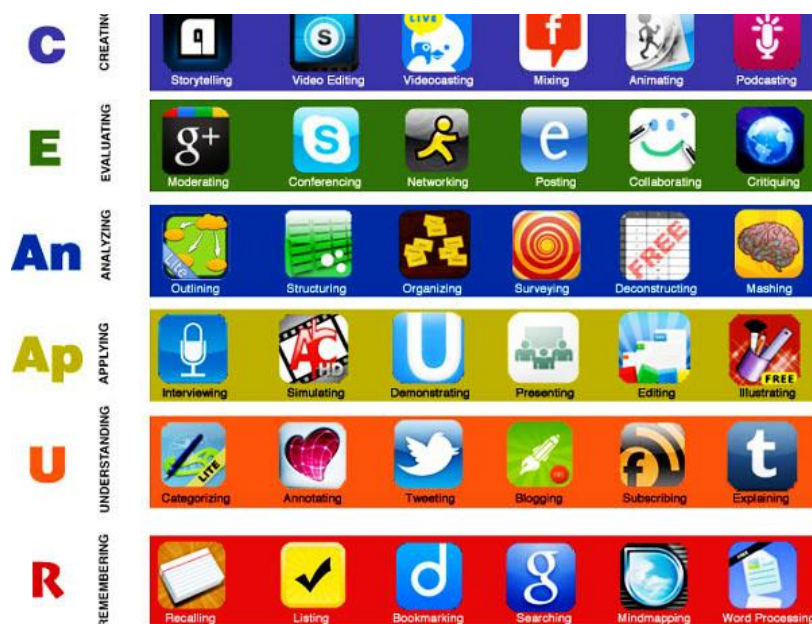 C
CREATING
LIVE
S
f
Storytelling Video Editing Videocasting Mixing Animating Podcasting
E
EVALUATING
g+
S
e
Moderating Conferencing Networking Posting Collaborating Critiquing
An
ANALYZING
Lite
FREE
Outlining Structuring Organizing Surveying Deconstructing Mashing
Ap
APPLYING
ABC
HD
U
FREE
Interviewing Simulating Demonstrating Presenting Editing Illustrating
U
UNDERSTANDING
LITE
f
t
Categorizing Annotating Tweeting Blogging Subscribing Explaining
R
REMEMBERING
d
g
FREE
Recalling Listing Bookmarking Searching Mindmapping Word Processing